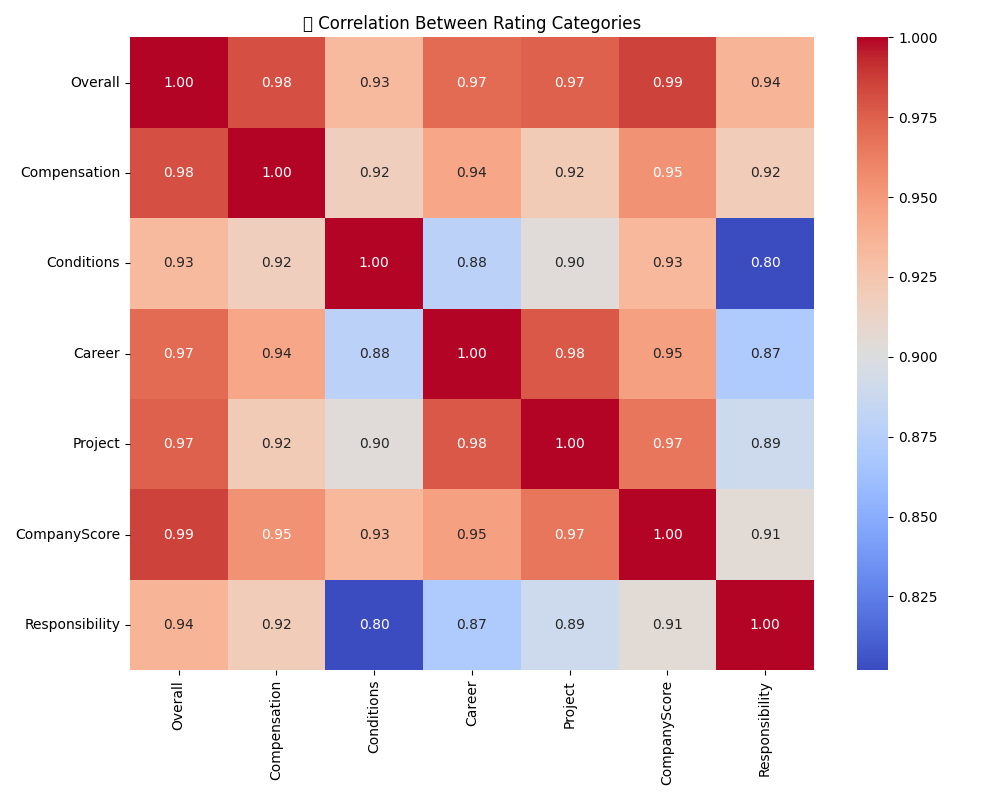 Correlation Between Rating Categories
Overall 1.00 0.98 0.93 0.97 0.97 0.99 0.94
Compensation 0.98 1.00 0.92 0.94 0.92 0.95 0.92
Conditions 0.93 0.92 1.00 0.88 0.90 0.93 0.80
Career 0.97 0.94 0.88 1.00 0.98 0.95 0.87
Project 0.97 0.92 0.90 0.98 1.00 0.97 0.89
CompanyScore 0.99 0.95 0.93 0.95 0.97 1.00 0.91
Responsibility 0.94 0.92 0.80 0.87 0.89 0.91 1.00
Overall Compensation Conditions Career Project CompanyScore Responsibility
1.000
0.975
0.950
0.925
0.900
0.875
0.850
0.825